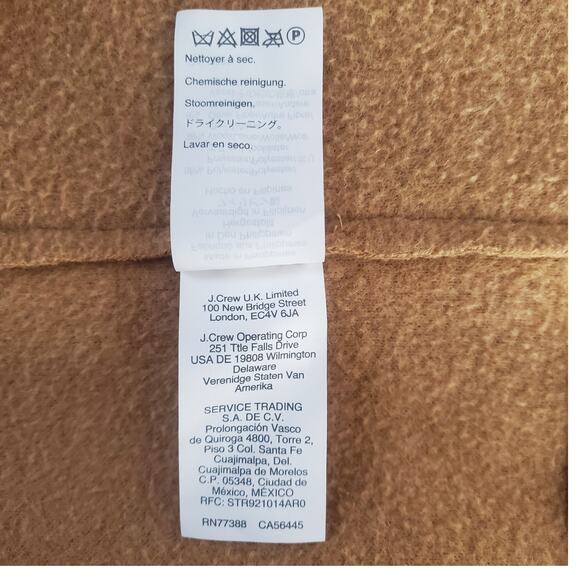 P
Nettoyer à sec.
Chemische reinigung.
Stoomreinigen.
ドライクリーニング。
Lavar en seco.
J.Crew U.K. Limited
100 New Bridge Street
London, EC4V 6JA
J.Crew Operating Corp
251 Ttle Falls Drive
USA DE 19808 Wilmington
Delaware
Verenidge Staten Van
Amerika
SERVICE TRADING
S.A. DE C.V.
Prolongación Vasco
de Quiroga 4800, Torre 2,
Piso 3 Col. Santa Fe
Cuajimalpa, Del.
Cuajimalpa de Morelos
C.P. 05348, Ciudad de
México, MÉXICO
RFC: STR921014AR0
RN77388 CA56445